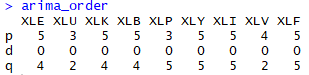 > arima_order
XLE XLU XLK XLB XLP XLY XLI XLV XLF
p 5 3 5 5 3 5 5 4 5
d 0 0 0 0 0 0 0 0 0
q 4 2 4 4 5 5 5 2 5